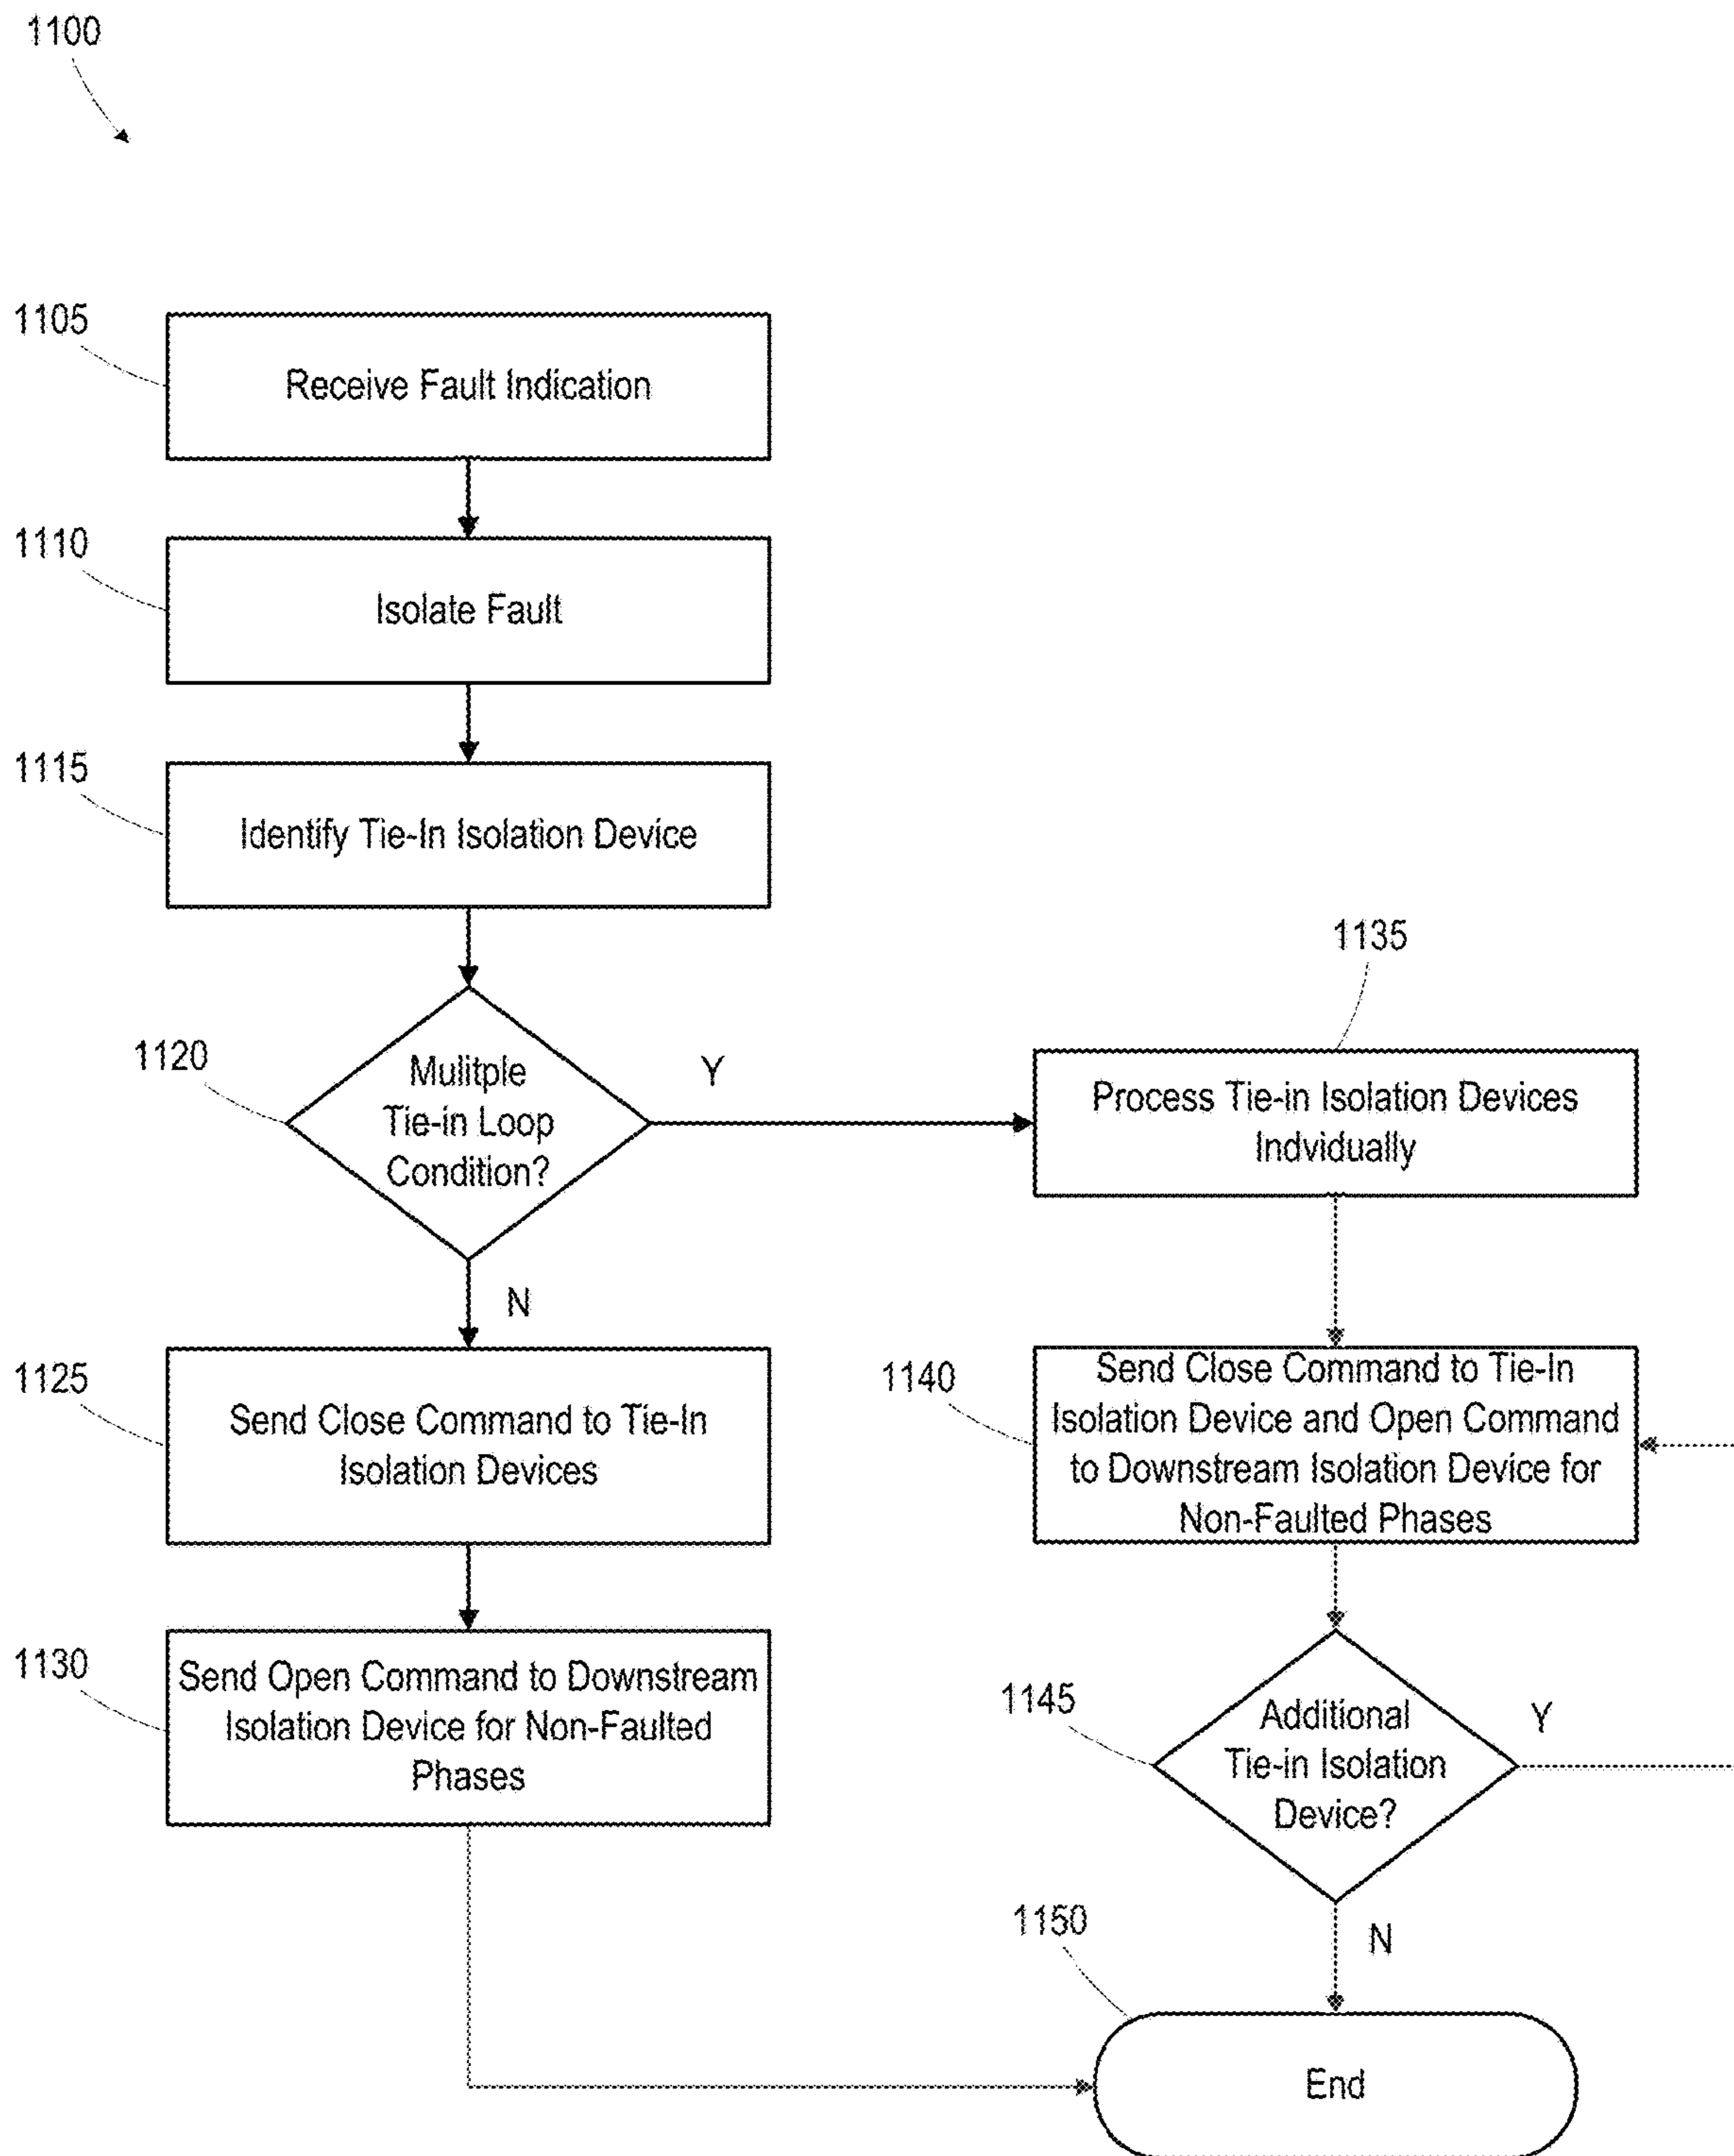 1100
1105
Receive Fault Indication
1110
Isolate Fault
1115
Identify Tie-In Isolation Device
1120
Mulitple
Tie-in Loop
Condition?
Y
N
1135
Process Tie-in Isolation Devices
Indvidually
1125
Send Close Command to Tie-In
Isolation Devices
1140
Send Close Command to Tie-In
Isolation Device and Open Command
to Downstream Isolation Device for
Non-Faulted Phases
1130
Send Open Command to Downstream
Isolation Device for Non-Faulted
Phases
1145
Additional
Tie-in Isolation
Device?
Y
N
1150
End